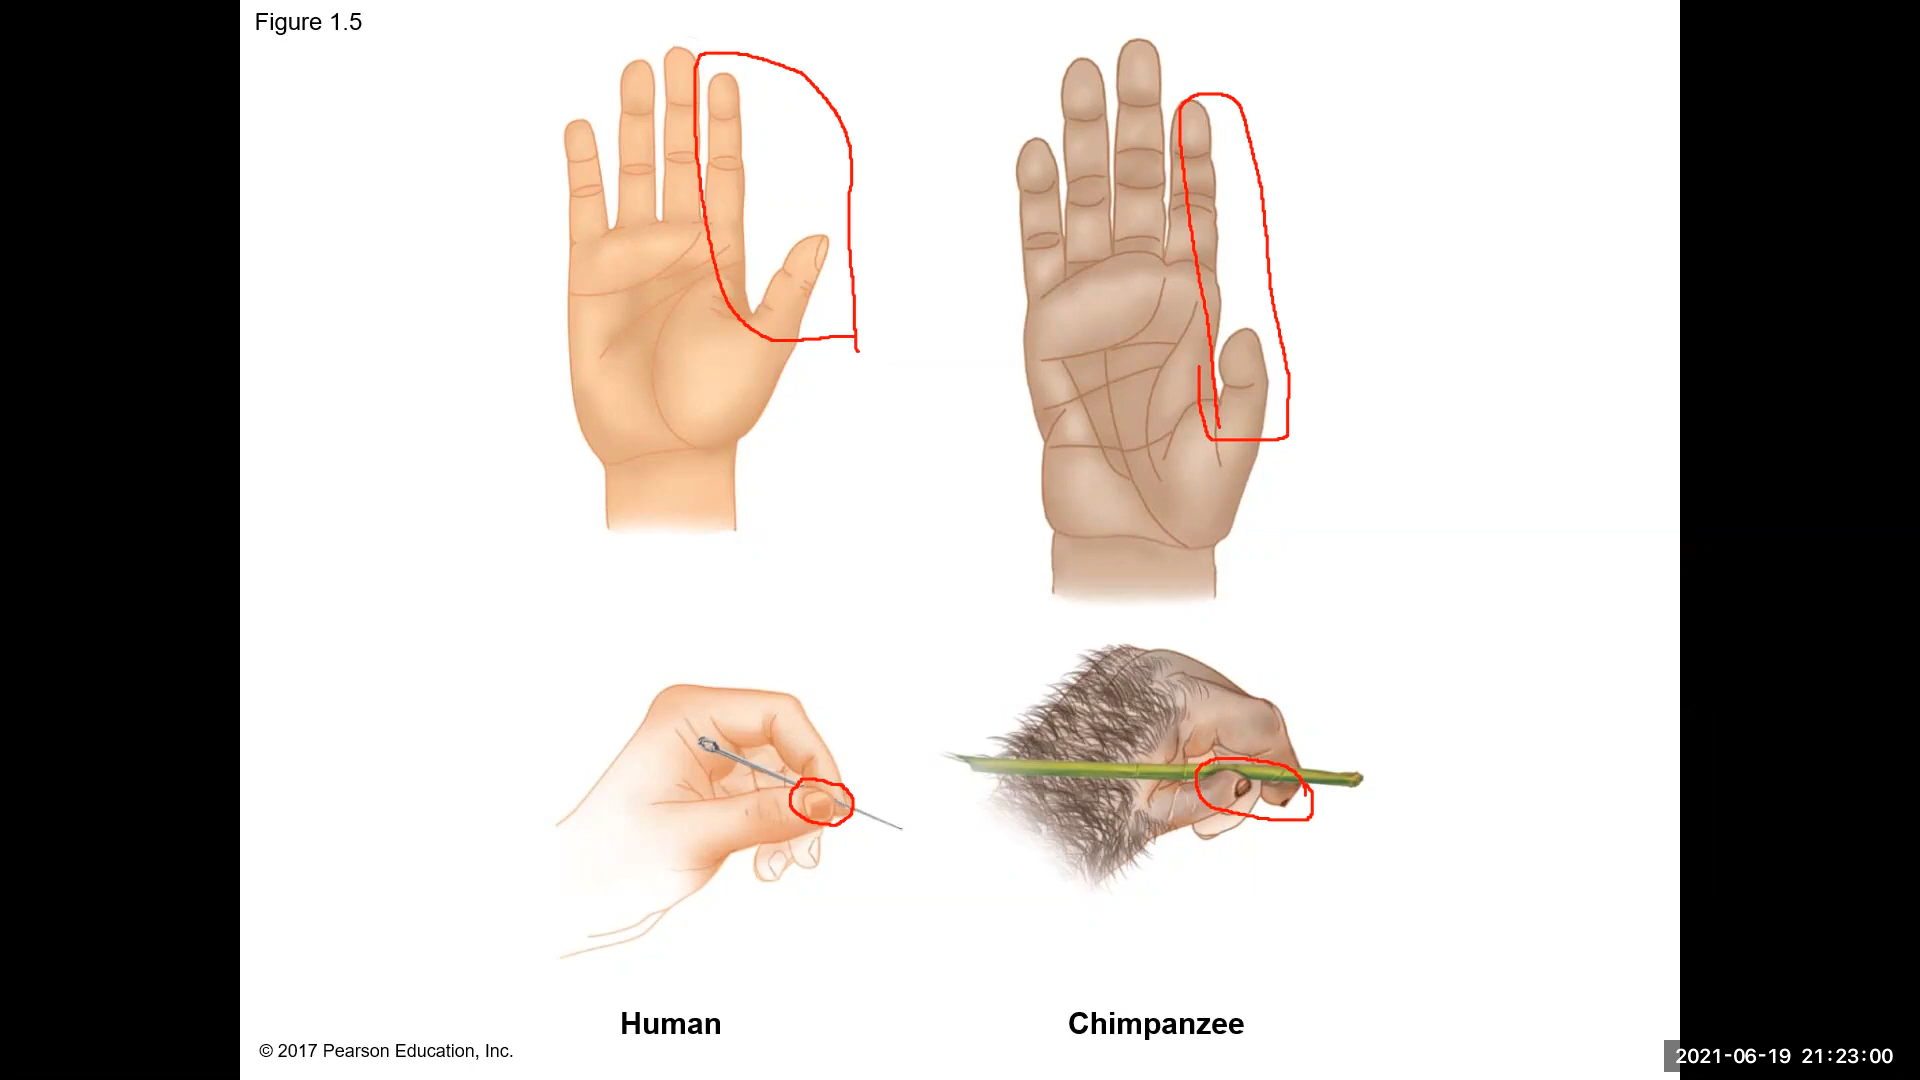 Figure 1.5
Human
Chimpanzee
© 2017 Pearson Education, Inc.
2021-06-19 21:23:00